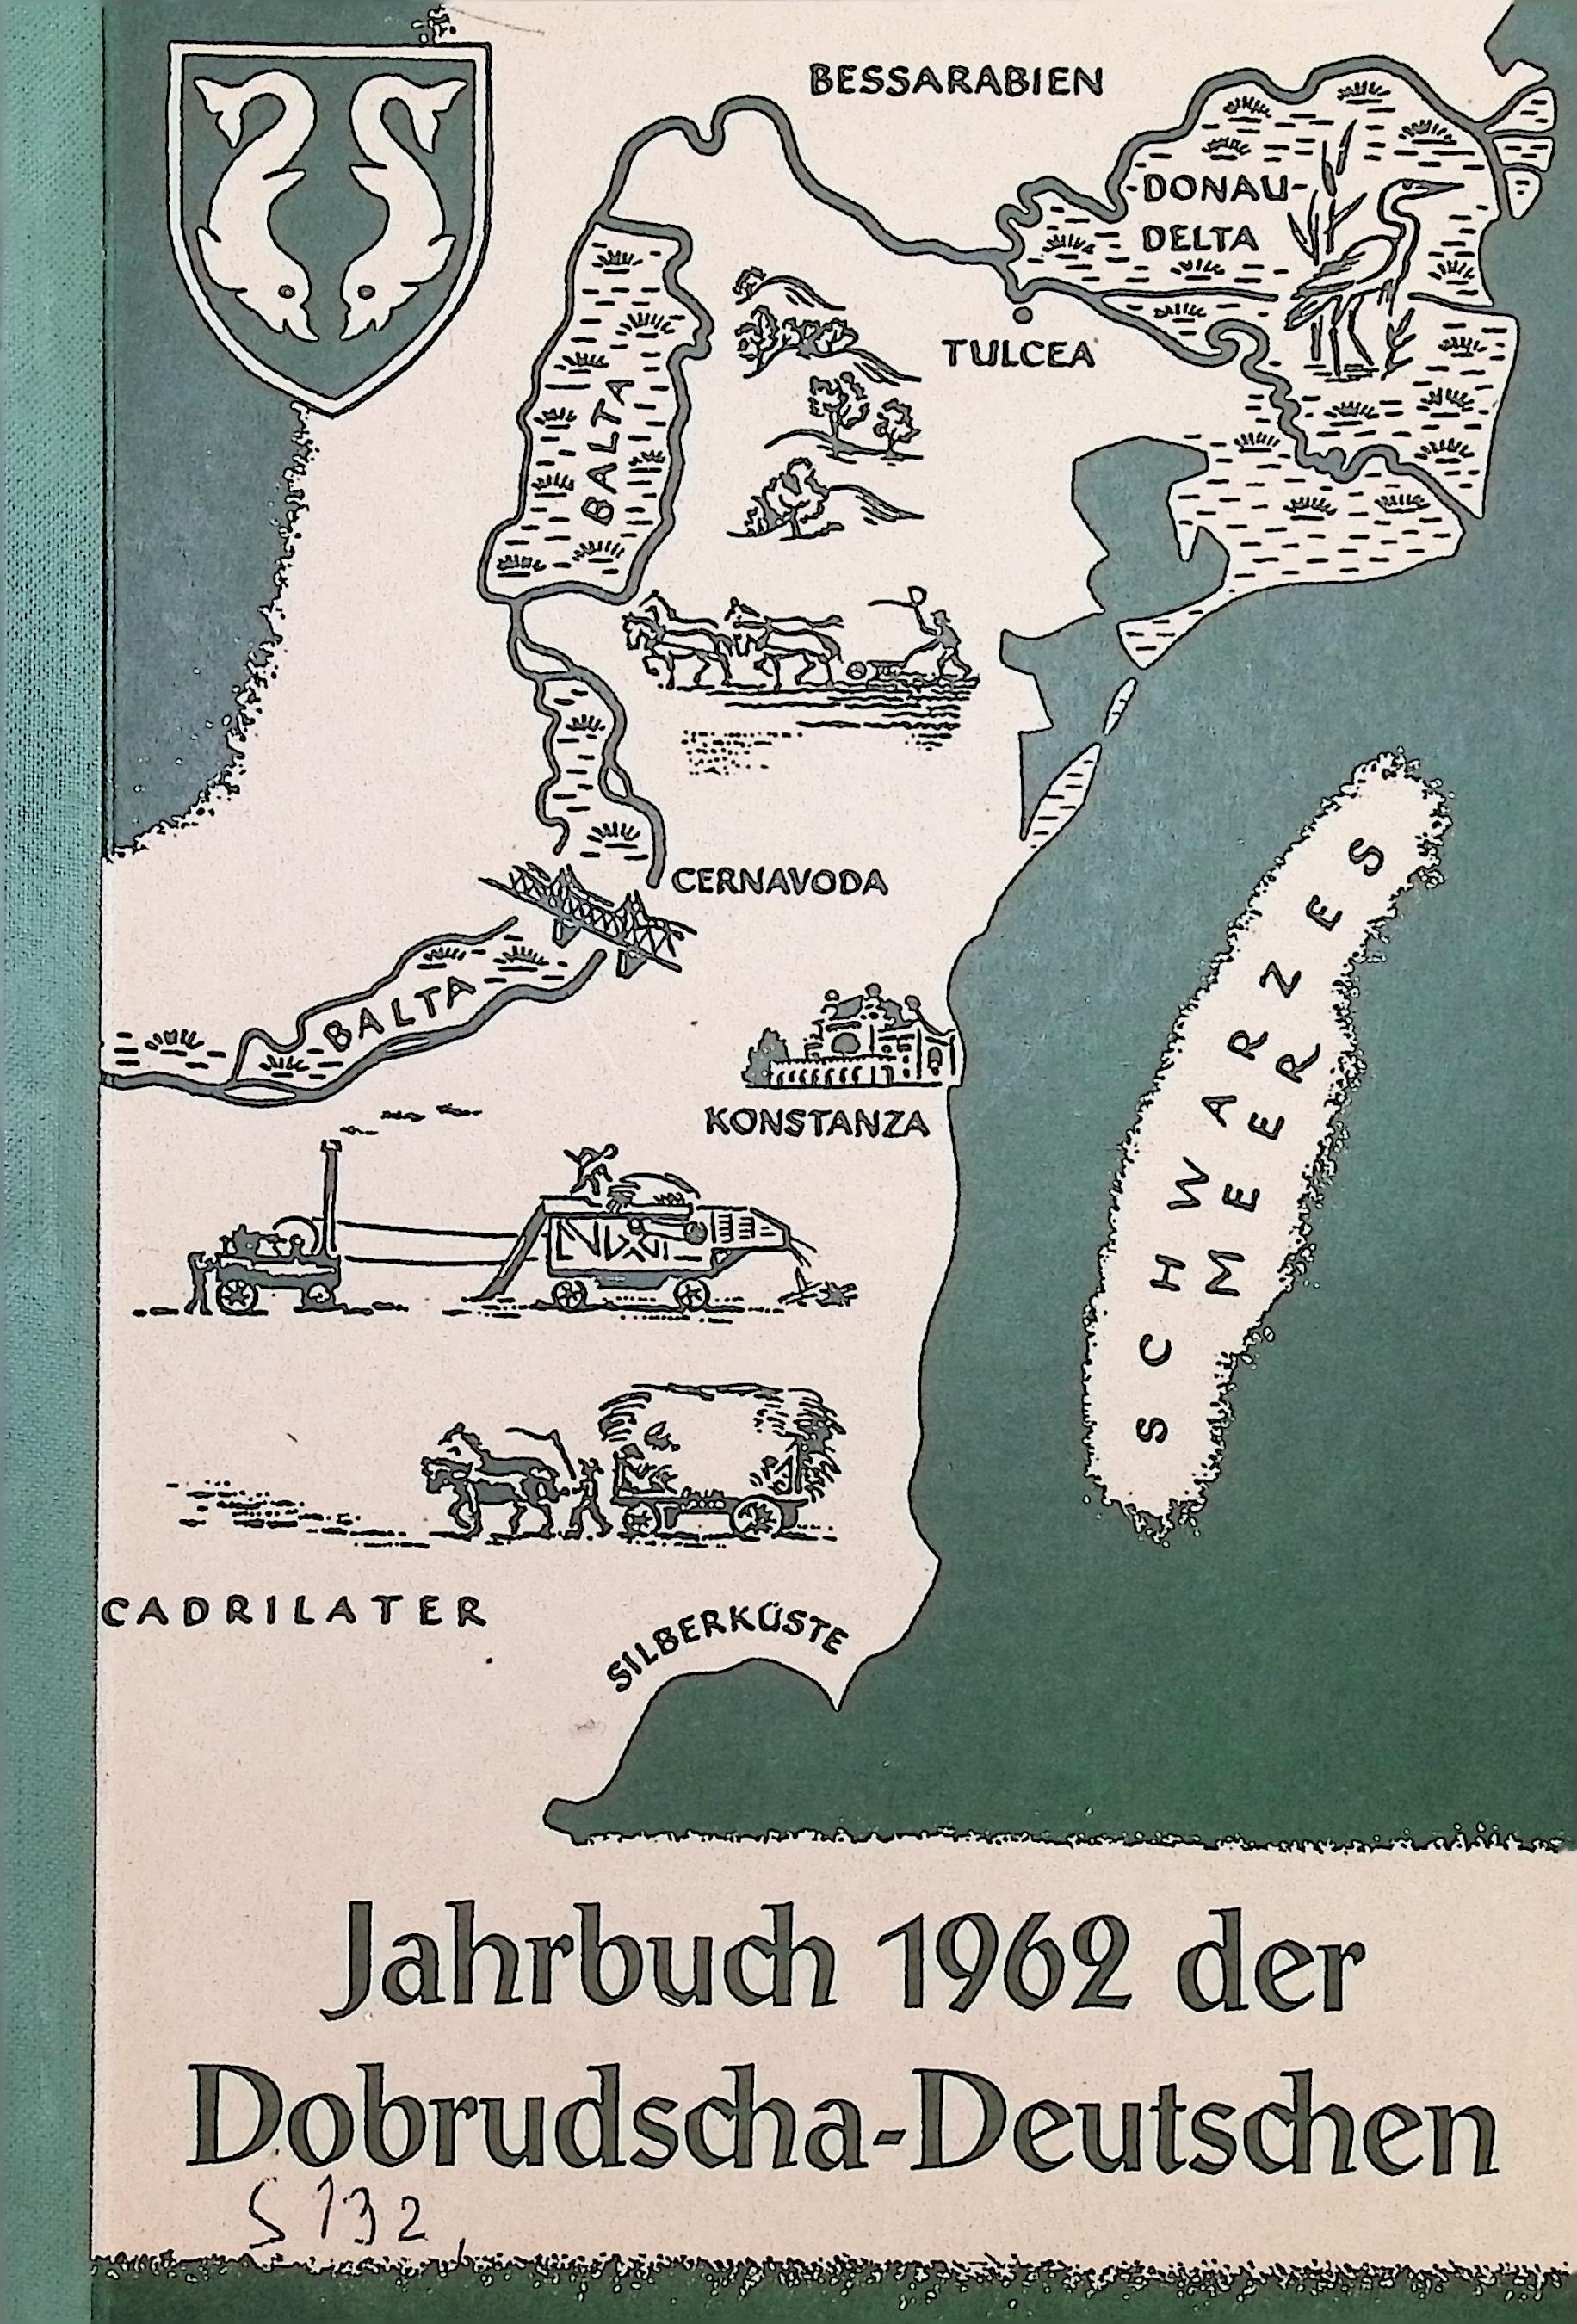 BESSARABIEN
-DONAU-
DELTA
TULCEA
BALTA
CERNAVODA
BALTA
KONSTANZA
SCHWARZES
MEER
CADRILATER
SILBERKÜSTE
Jahrbuch 1962 der
Dobrudscha-Deutschen
S 132